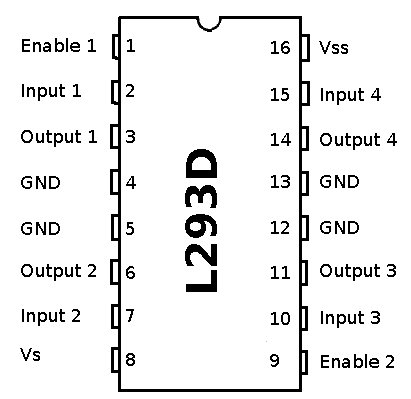 Enable 1 1 16 Vss
Input 1 2 15 Input 4
Output 1 3 14 Output 4
GND 4 13 GND
L293D
GND 5 12 GND
Output 2 6 11 Output 3
Input 2 7 10 Input 3
Vs 8 9 Enable 2